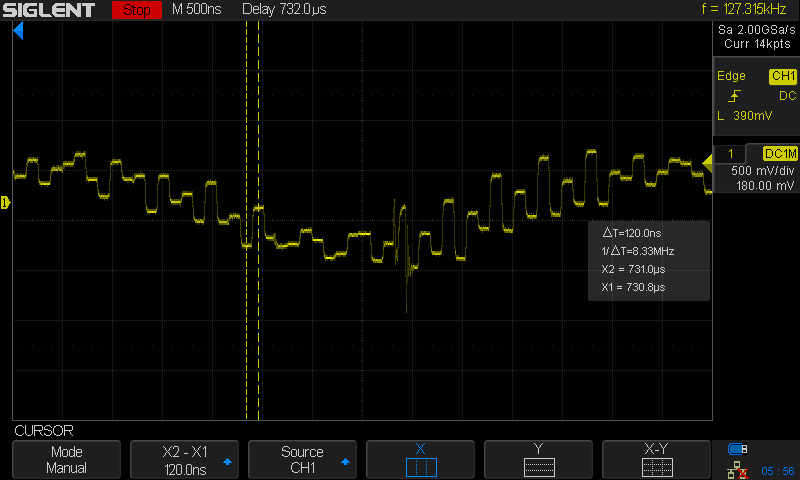 SIGLENT Stop M 500ns Delay 732.0µs f = 127.315kHz
Sa 2.00GSa/s
Curr 14kpts
Edge CH1
DC
L 390mV
1 DC1M
500 mV/div
180.00 mV
1
△T=120.0ns
1/△T=8.33MHz
X2 = 731.0µs
X1 = 730.8µs
CURSOR
Mode
Manual
X2 - X1
120.0ns
Source
CH1
X
Y
X-Y
05 : 56